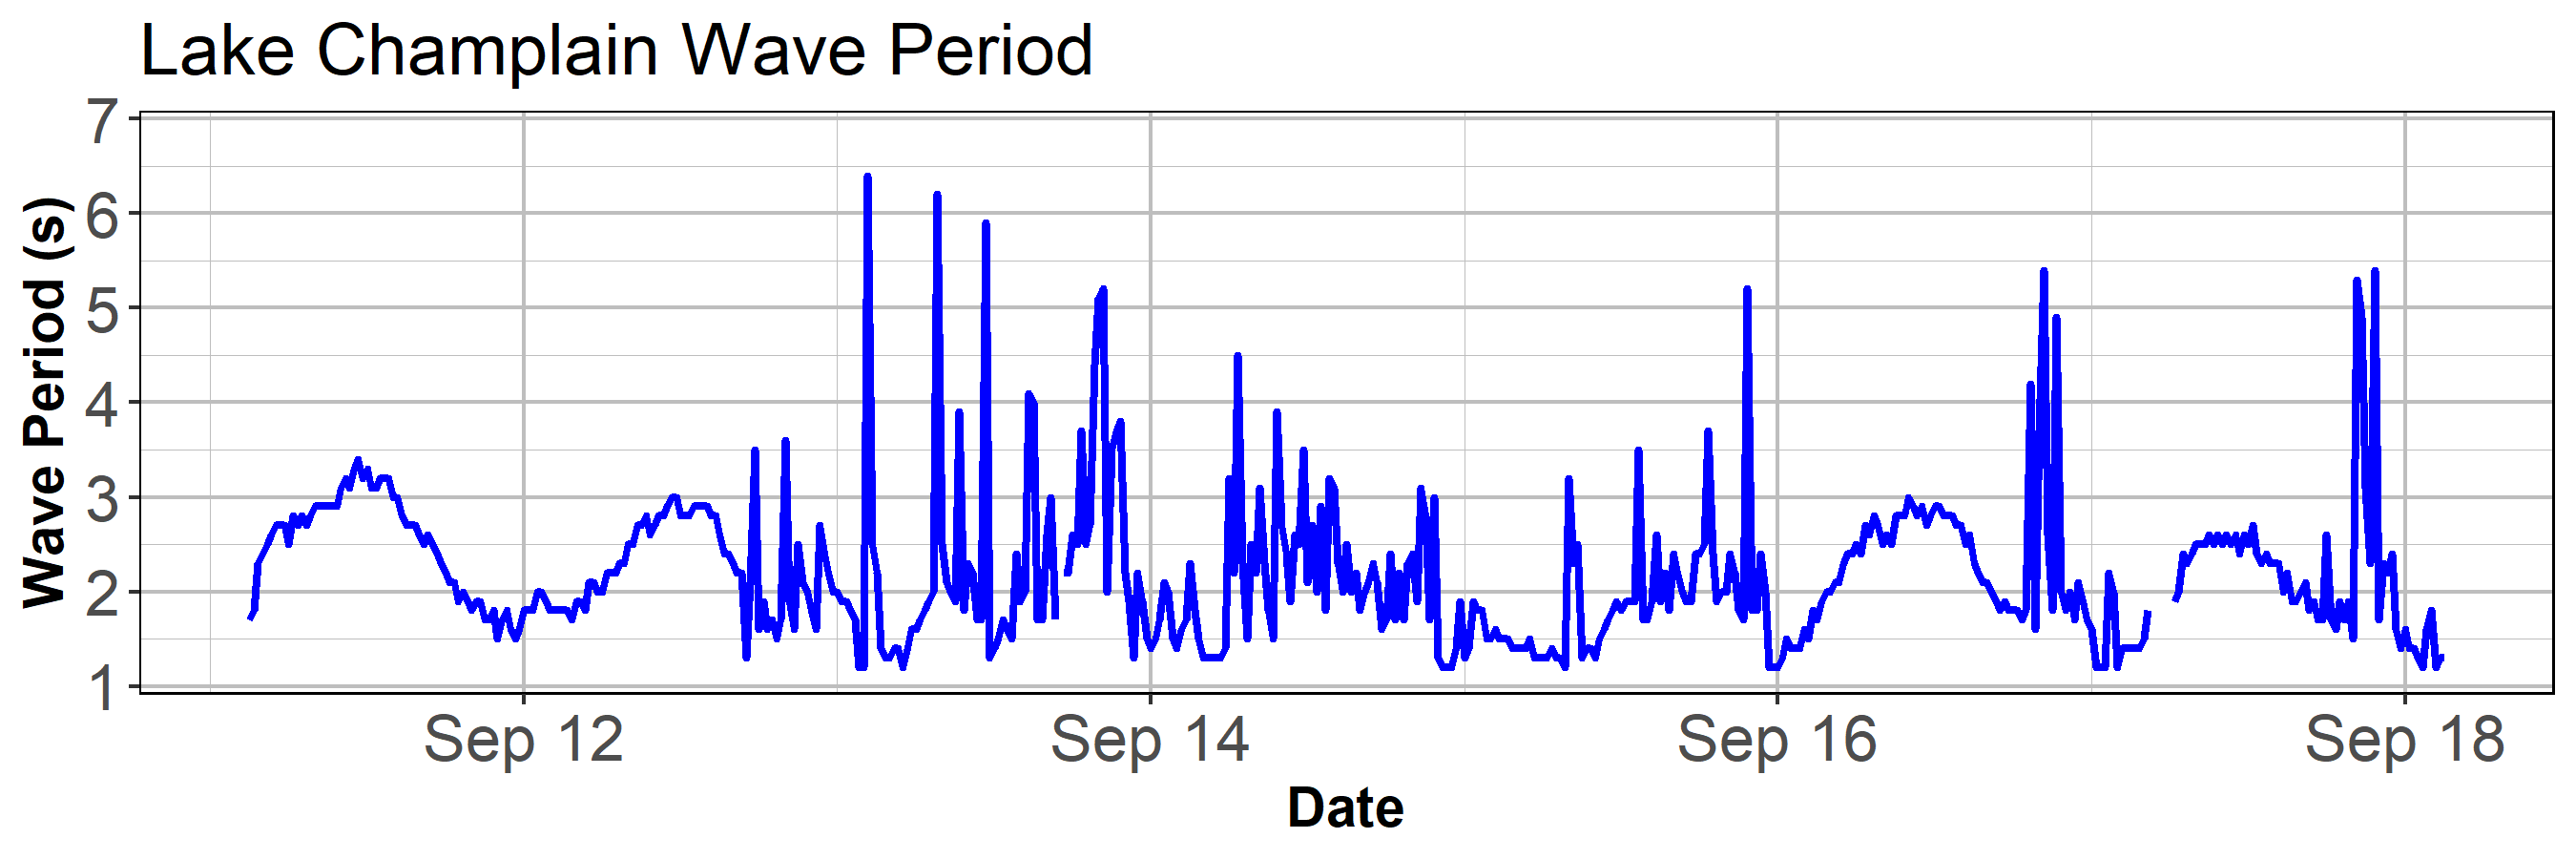 Lake Champlain Wave Period
Wave Period (s)
7
6
5
4
3
2
1
Sep 12
Sep 14
Sep 16
Sep 18
Date